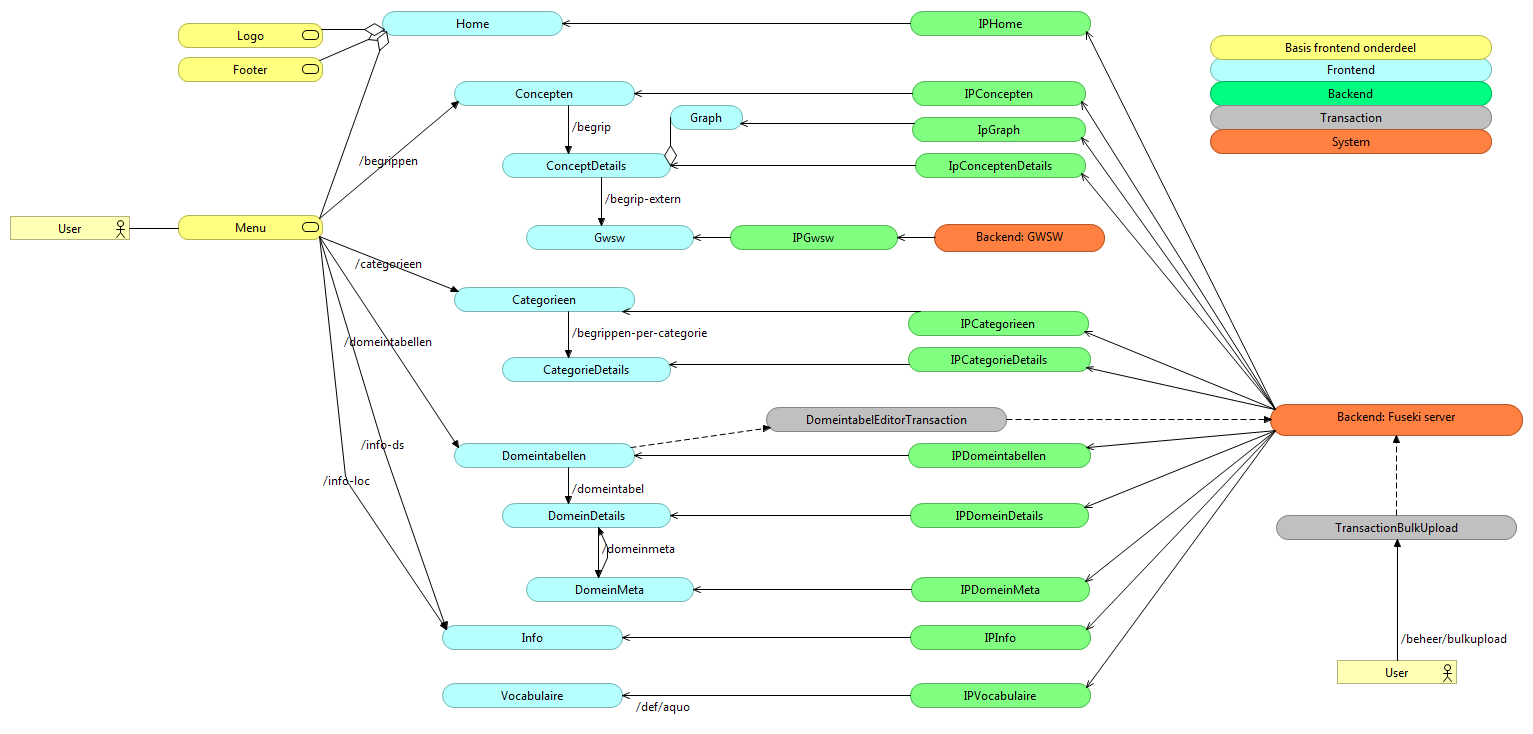 Home
IPHome
Logo
Footer
Basis frontend onderdeel
Frontend
Backend
Transaction
System
Concepten
IPConcepten
Graph
/begrip
IpGraph
/begrippen
ConceptDetails
IpConceptenDetails
/begrip-extern
User
Menu
Gwsw
IPGwsw
Backend: GWSW
/categorieen
Categorieen
IPCategorieen
/begrippen-per-categorie
/domeintabellen
CategorieDetails
IPCategorieDetails
DomeintabelEditorTransaction
Backend: Fuseki server
/info-ds
Domeintabellen
IPDomeintabellen
/info-loc
/domeintabel
DomeinDetails
IPDomeinDetails
TransactionBulkUpload
/domeinmeta
DomeinMeta
IPDomeinMeta
Info
IPInfo
/beheer/bulkupload
User
Vocabulaire
IPVocabulaire
/def/aquo